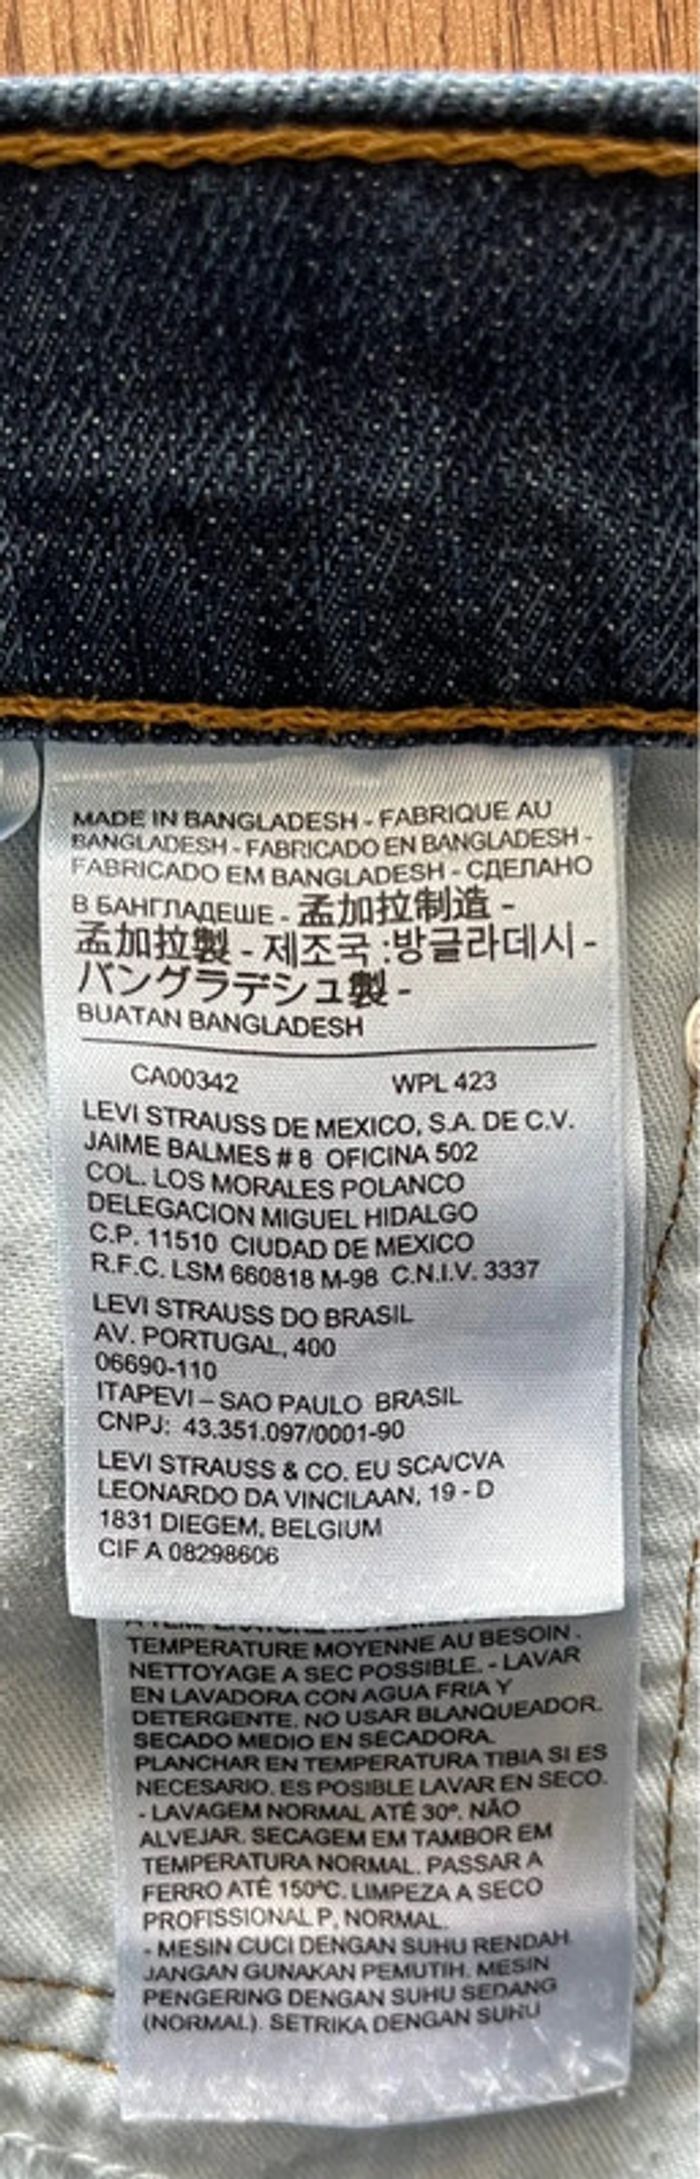 MADE IN BANGLADESH - FABRIQUE AU
BANGLADESH - FABRICADO EN BANGLADESH -
FABRICADO EM BANGLADESH - СДЕЛАНО
В БАНГЛАДЕШЕ - 孟加拉制造 -
孟加拉製 - 제조국 :방글라데시 -
バングラデシュ製 -
BUATAN BANGLADESH
CA00342 WPL 423
LEVI STRAUSS DE MEXICO, S.A. DE C.V.
JAIME BALMES # 8 OFICINA 502
COL. LOS MORALES POLANCO
DELEGACION MIGUEL HIDALGO
C.P. 11510 CIUDAD DE MEXICO
R.F.C. LSM 660818 M-98 C.N.I.V. 3337
LEVI STRAUSS DO BRASIL
AV. PORTUGAL, 400
06690-110
ITAPEVI – SAO PAULO BRASIL
CNPJ: 43.351.097/0001-90
LEVI STRAUSS & CO. EU SCA/CVA
LEONARDO DA VINCILAAN, 19 - D
1831 DIEGEM, BELGIUM
CIF A 08298606
TEMPERATURE MOYENNE AU BESOIN.
NETTOYAGE A SEC POSSIBLE. - LAVAR
EN LAVADORA CON AGUA FRIA Y
DETERGENTE. NO USAR BLANQUEADOR.
SECADO MEDIO EN SECADORA.
PLANCHAR EN TEMPERATURA TIBIA SI ES
NECESARIO. ES POSIBLE LAVAR EN SECO.
- LAVAGEM NORMAL ATÉ 30º. NÃO
ALVEJAR. SECAGEM EM TAMBOR EM
TEMPERATURA NORMAL. PASSAR A
FERRO ATÉ 150ºC. LIMPEZA A SECO
PROFISSIONAL P, NORMAL.
- MESIN CUCI DENGAN SUHU RENDAH.
JANGAN GUNAKAN PEMUTIH. MESIN
PENGERING DENGAN SUHU SEDANG
(NORMAL). SETRIKA DENGAN SUHU